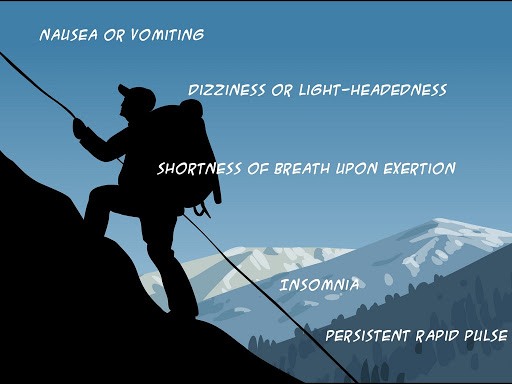 NAUSEA OR VOMITING
DIZZINESS OR LIGHT-HEADEDNESS
SHORTNESS OF BREATH UPON EXERTION
INSOMNIA
PERSISTENT RAPID PULSE